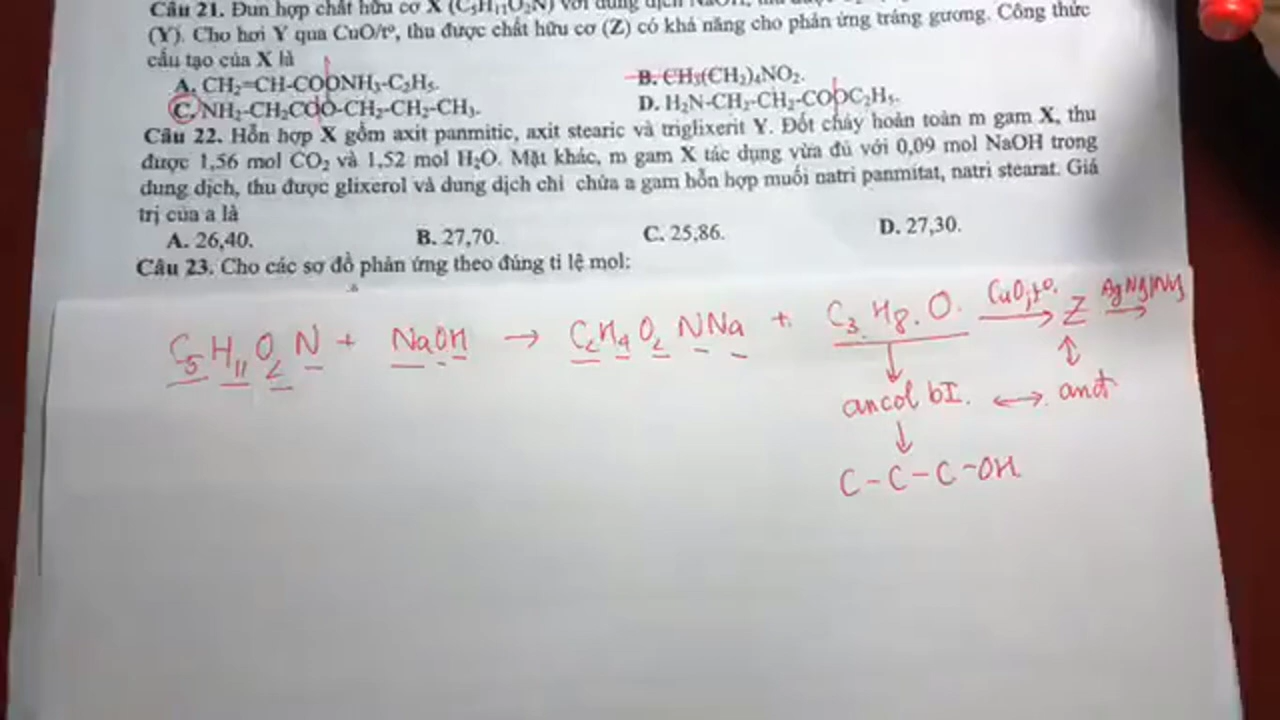 Câu 21. Đun hợp chất hữu cơ X (C₅H₁₁O₂N) với dung dịch NaOH, thu được
(Y). Cho hơi Y qua CuO/tº, thu được chất hữu cơ (Z) có khả năng cho phản ứng tráng gương. Công thức
cấu tạo của X là
A. CH₂=CH-COONH₃-C₂H₅. B. CH₃(CH₂)₄NO₂.
C. NH₂-CH₂COO-CH₂-CH₂-CH₃. D. H₂N-CH₂-CH₂-COOC₂H₅.
Câu 22. Hỗn hợp X gồm axit panmitic, axit stearic và triglixerit Y. Đốt cháy hoàn toàn m gam X, thu
được 1,56 mol CO₂ và 1,52 mol H₂O. Mặt khác, m gam X tác dụng vừa đủ với 0,09 mol NaOH trong
dung dịch, thu được glixerol và dung dịch chỉ chứa a gam hỗn hợp muối natri panmitat, natri stearat. Giá
trị của a là
A. 26,40. B. 27,70. C. 25,86. D. 27,30.
Câu 23. Cho các sơ đồ phản ứng theo đúng tỉ lệ mol:
C₅H₁₁O₂N + NaOH → C₂H₄O₂NNa + C₃H₈O. CuO,tº. → Z AgNO₃/NH₃ →
↓ ↕
ancol bI. ↔ anđ
↓
C-C-C-OH